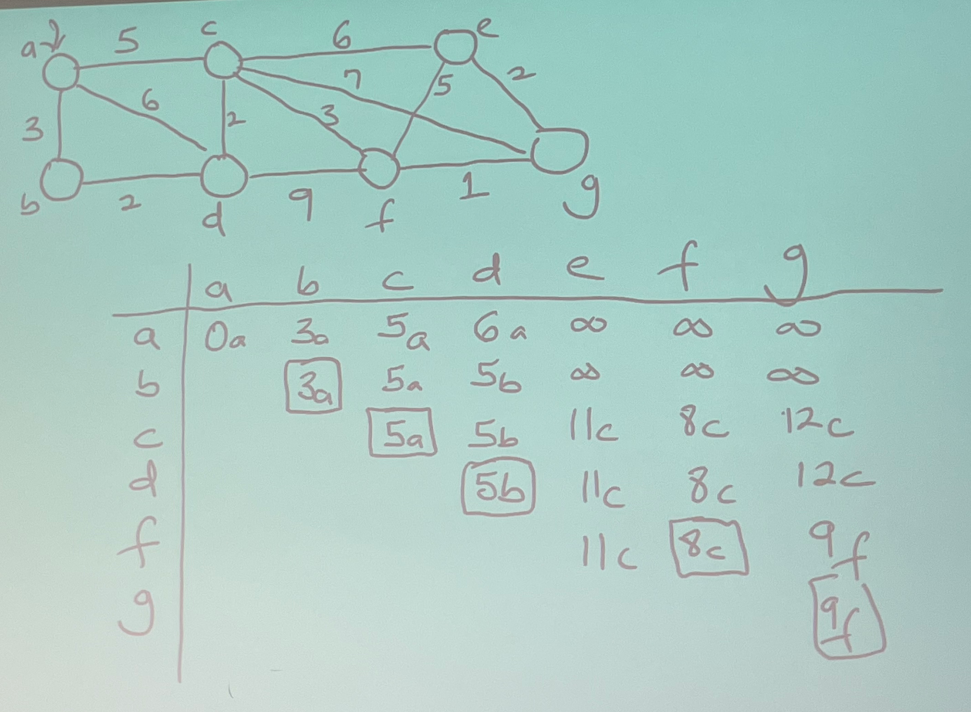 a 5 c 6 e
3 6 2 3 7 5 2
b 2 d 9 f 1 g
a b c d e f g
a 0a 3a 5a 6a ∞ ∞ ∞
b 3a 5a 5b ∞ ∞ ∞
c 5a 5b 11c 8c 12c
d 5b 11c 8c 12c
f 11c 8c 9f
g 9f